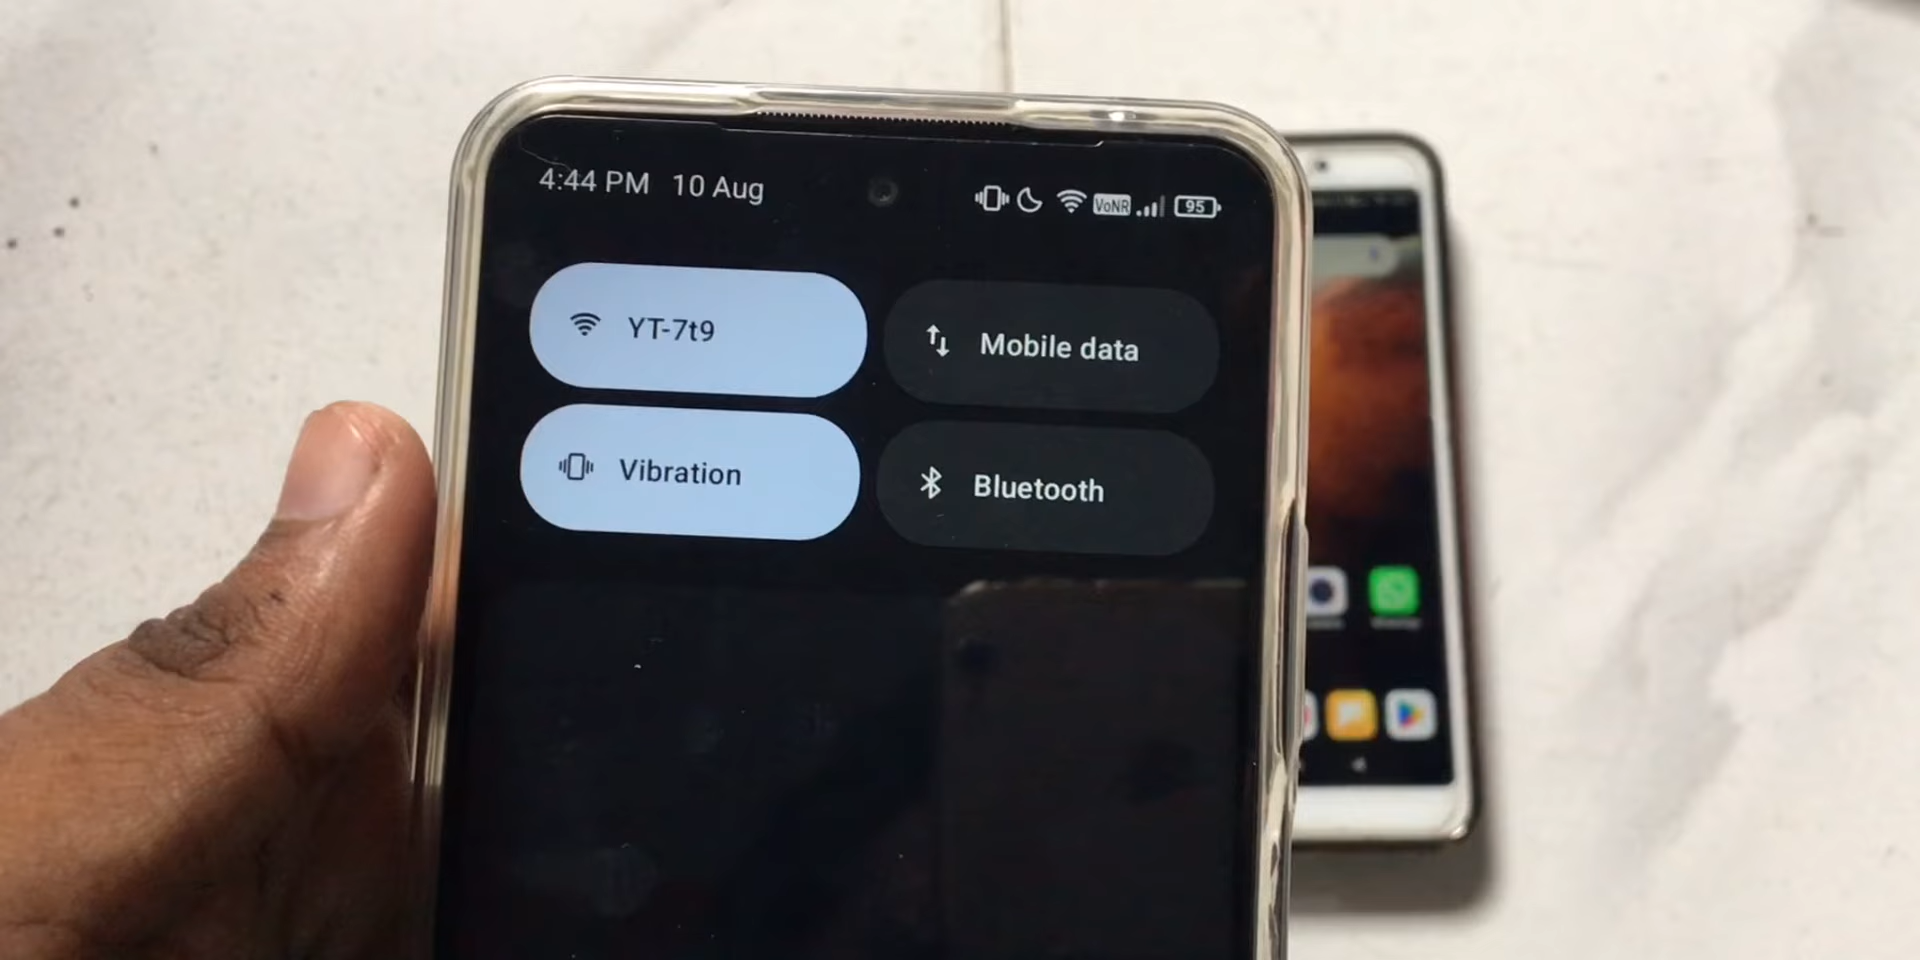 4:44 PM 10 Aug VoNR 95
YT-7t9
Mobile data
Vibration
Bluetooth